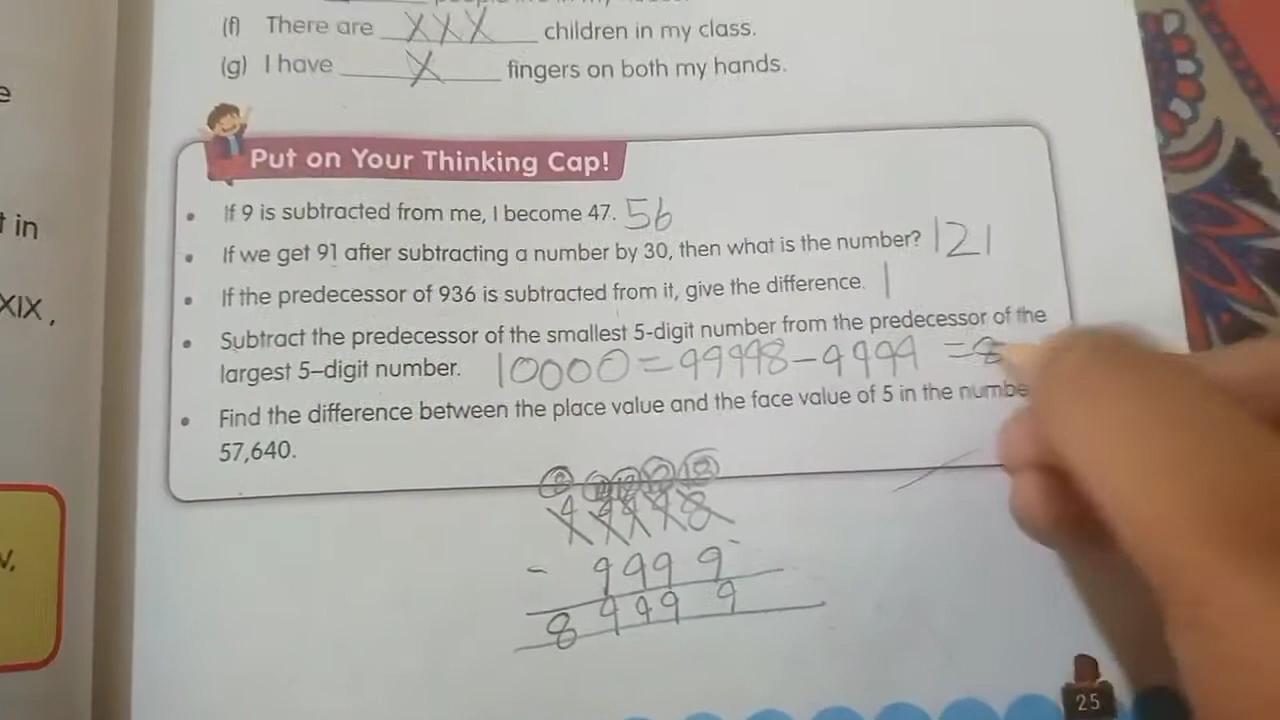 (f) There are XXX children in my class.
(g) I have X fingers on both my hands.
t in
XIX,
Put on Your Thinking Cap!
• If 9 is subtracted from me, I become 47. 56
• If we get 91 after subtracting a number by 30, then what is the number? 121
• If the predecessor of 936 is subtracted from it, give the difference. 1
• Subtract the predecessor of the smallest 5-digit number from the predecessor of the
largest 5–digit number. 10000=99998-9999 =8
• Find the difference between the place value and the face value of 5 in the numbe
57,640.
- 9999
89999
25